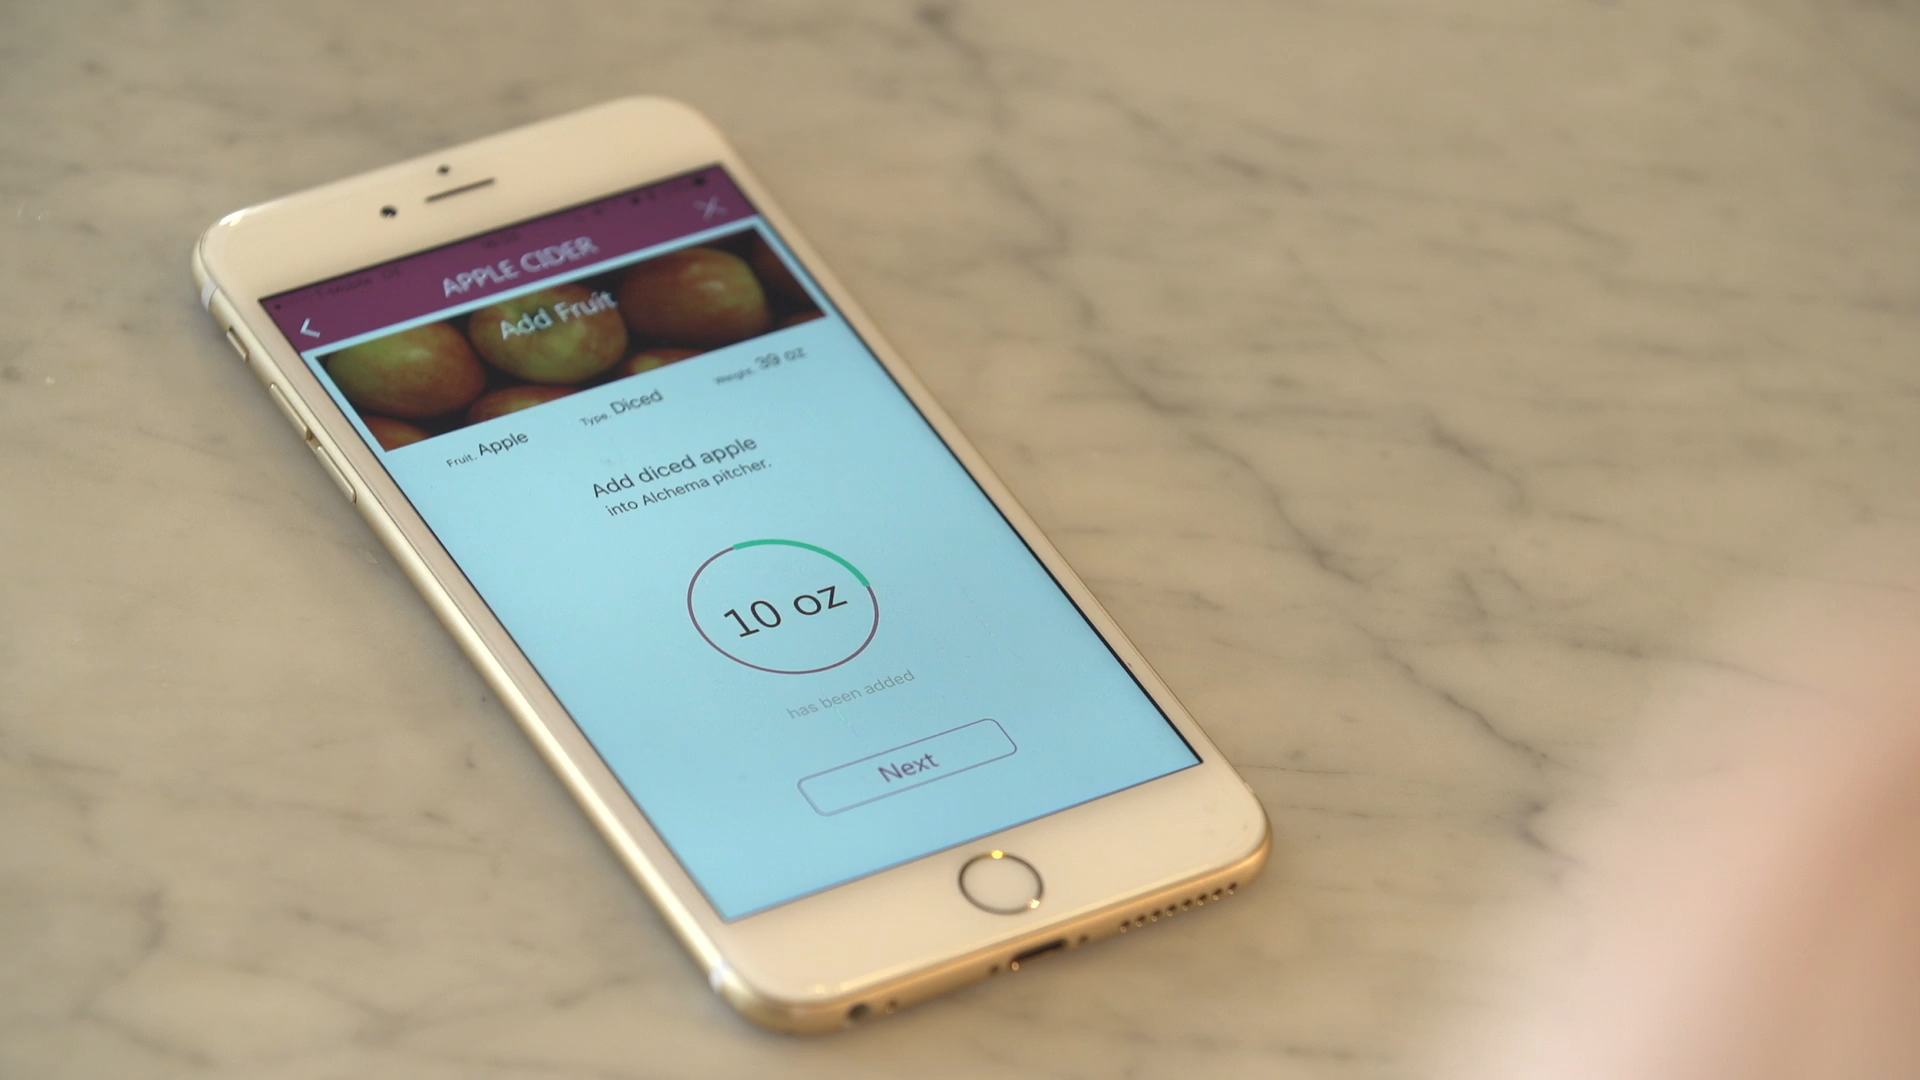 APPLE CIDER
Add Fruit
Fruit. Apple
Type. Diced
Weight. 39 oz
Add diced apple
into Alchema pitcher.
10 oz
has been added
Next